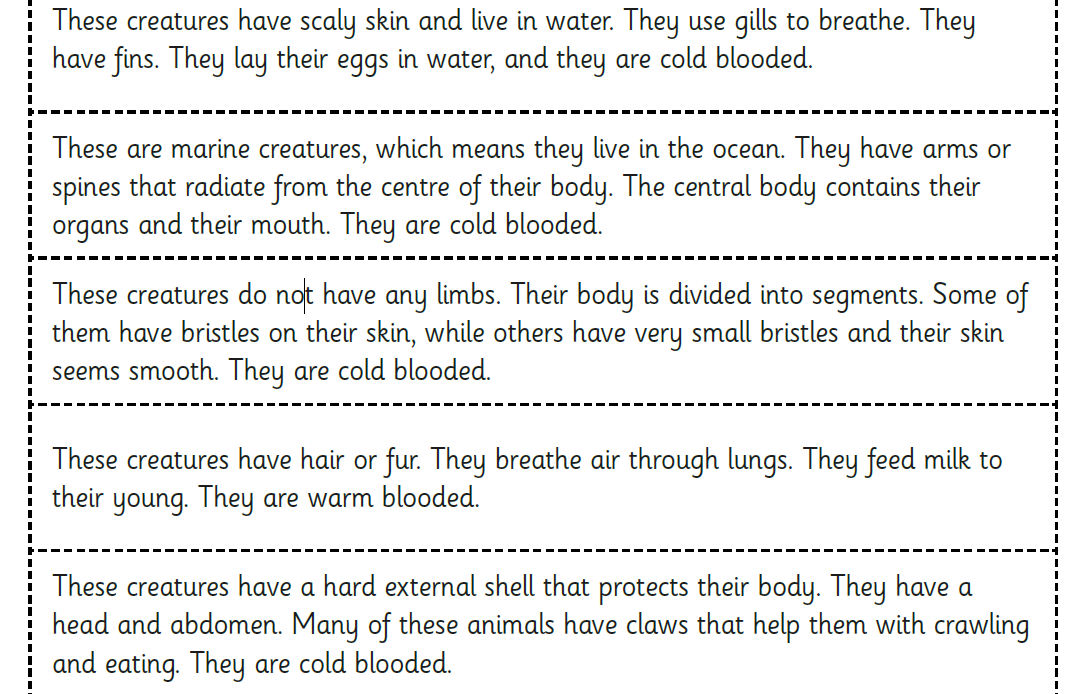 These creatures have scaly skin and live in water. They use gills to breathe. They
have fins. They lay their eggs in water, and they are cold blooded.
These are marine creatures, which means they live in the ocean. They have arms or
spines that radiate from the centre of their body. The central body contains their
organs and their mouth. They are cold blooded.
These creatures do not have any limbs. Their body is divided into segments. Some of
them have bristles on their skin, while others have very small bristles and their skin
seems smooth. They are cold blooded.
These creatures have hair or fur. They breathe air through lungs. They feed milk to
their young. They are warm blooded.
These creatures have a hard external shell that protects their body. They have a
head and abdomen. Many of these animals have claws that help them with crawling
and eating. They are cold blooded.